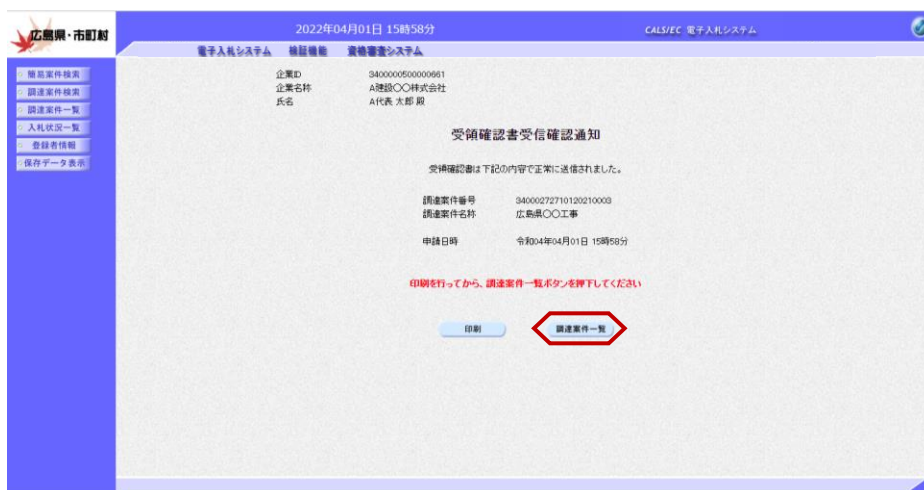 広島県・市町村
2022年04月01日 15時58分
CALS/EC 電子入札システム
電子入札システム 検証機能 資格審査システム
簡易案件検索
調達案件検索
調達案件一覧
入札状況一覧
登録者情報
保存データ表示
企業ID 3400000500000661
企業名称 A建設〇〇株式会社
氏名 A代表 太郎 殿
受領確認書受信確認通知
受領確認書は下記の内容で正常に送信されました。
調達案件番号 34000272710120210003
調達案件名称 広島県〇〇工事
申請日時 令和04年04月01日 15時58分
印刷を行ってから、調達案件一覧ボタンを押下してください
印刷
調達案件一覧